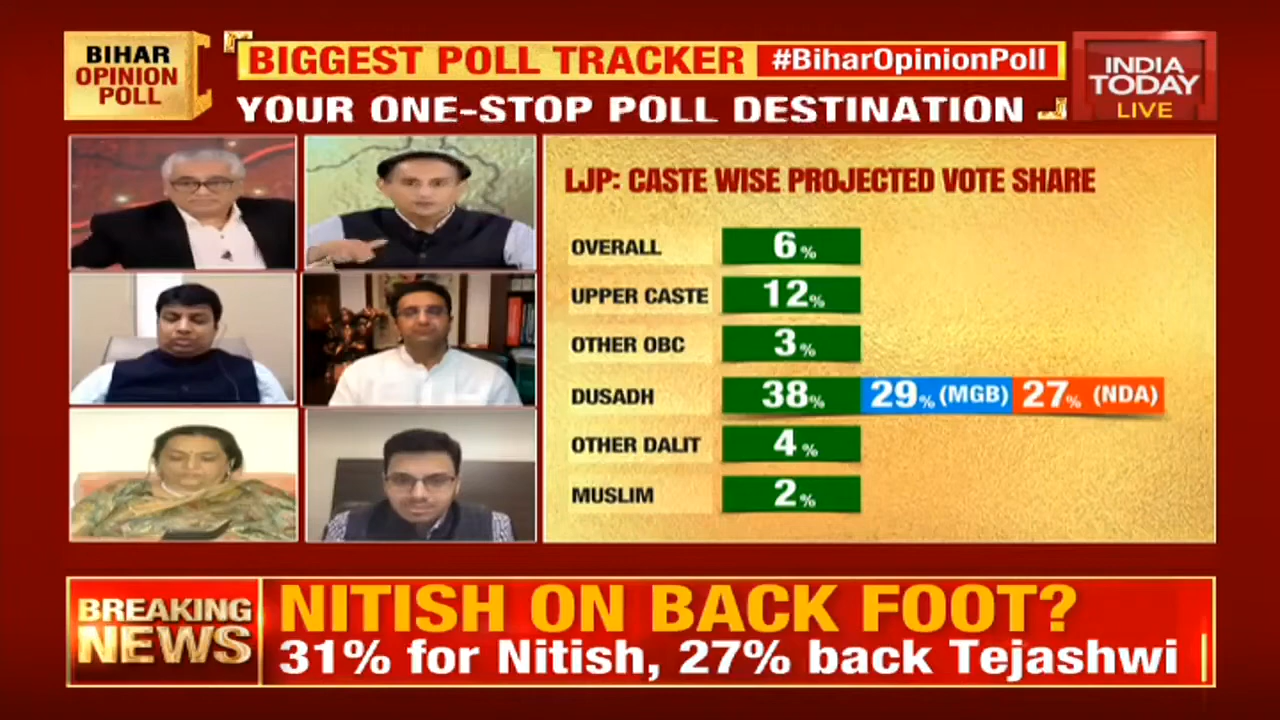 BIHAR
OPINION
POLL
BIGGEST POLL TRACKER #BiharOpinionPoll
YOUR ONE-STOP POLL DESTINATION
INDIA
TODAY
LIVE
LJP: CASTE WISE PROJECTED VOTE SHARE
OVERALL 6%
UPPER CASTE 12%
OTHER OBC 3%
DUSADH 38% 29% (MGB) 27% (NDA)
OTHER DALIT 4%
MUSLIM 2%
BREAKING
NEWS
NITISH ON BACK FOOT?
31% for Nitish, 27% back Tejashwi